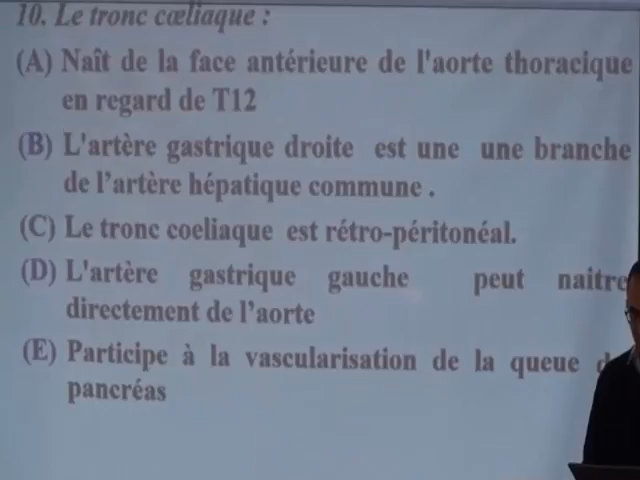 10. Le tronc cœliaque :
(A) Naît de la face antérieure de l'aorte thoracique
en regard de T12
(B) L'artère gastrique droite est une une branche
de l'artère hépatique commune .
(C) Le tronc coeliaque est rétro-péritonéal.
(D) L'artère gastrique gauche peut naitre
directement de l'aorte
(E) Participe à la vascularisation de la queue
pancréas